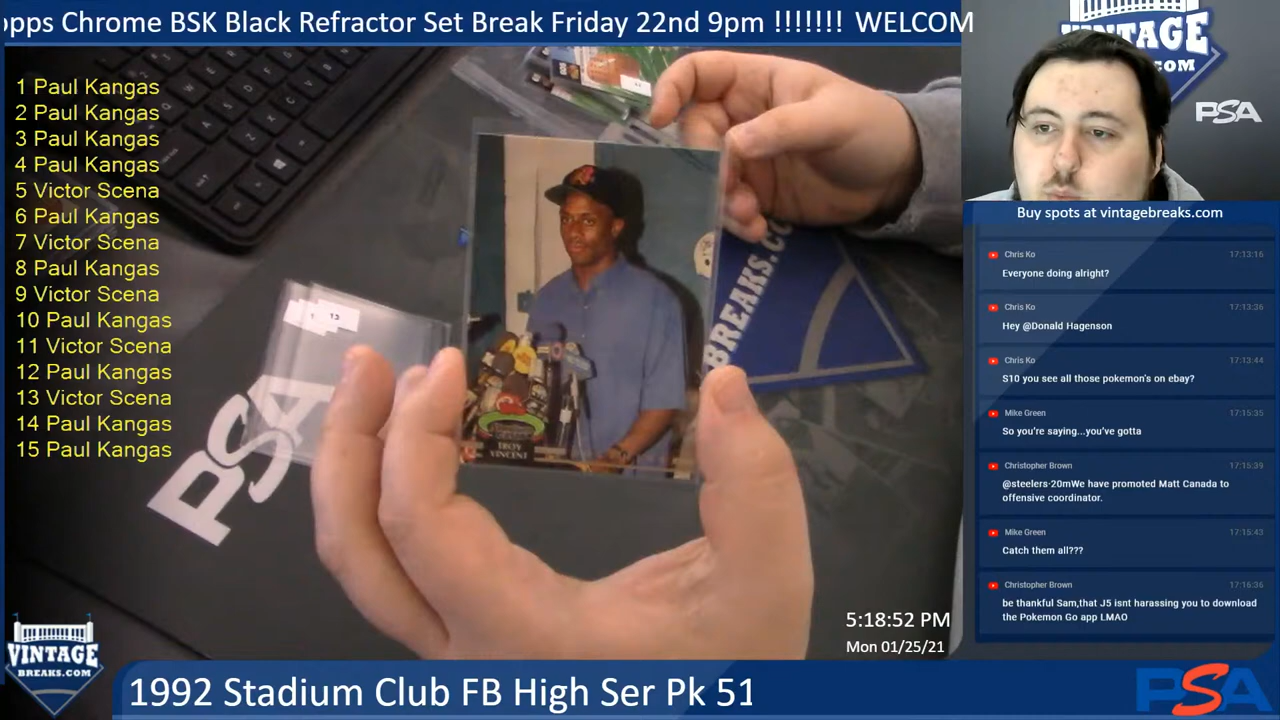 opps Chrome BSK Black Refractor Set Break Friday 22nd 9pm !!!!!!! WELCOM
1 Paul Kangas
2 Paul Kangas
3 Paul Kangas
4 Paul Kangas
5 Victor Scena
6 Paul Kangas
7 Victor Scena
8 Paul Kangas
9 Victor Scena
10 Paul Kangas
11 Victor Scena
12 Paul Kangas
13 Victor Scena
14 Paul Kangas
15 Paul Kangas
13
PSA
TROY
VINCENT
BREAKS.CO
VINTAGE
.COM
PSA
Buy spots at vintagebreaks.com
Chris Ko 17:13:16
Everyone doing alright?
Chris Ko 17:13:36
Hey @Donald Hagenson
Chris Ko 17:13:44
S10 you see all those pokemon's on ebay?
Mike Green 17:15:35
So you're saying...you've gotta
Christopher Brown 17:15:39
@steelers·20mWe have promoted Matt Canada to
offensive coordinator.
Mike Green 17:15:43
Catch them all???
Christopher Brown 17:16:36
be thankful Sam,that J5 isnt harassing you to download
the Pokemon Go app LMAO
5:18:52 PM
Mon 01/25/21
VINTAGE
BREAKS.COM
1992 Stadium Club FB High Ser Pk 51
PSA